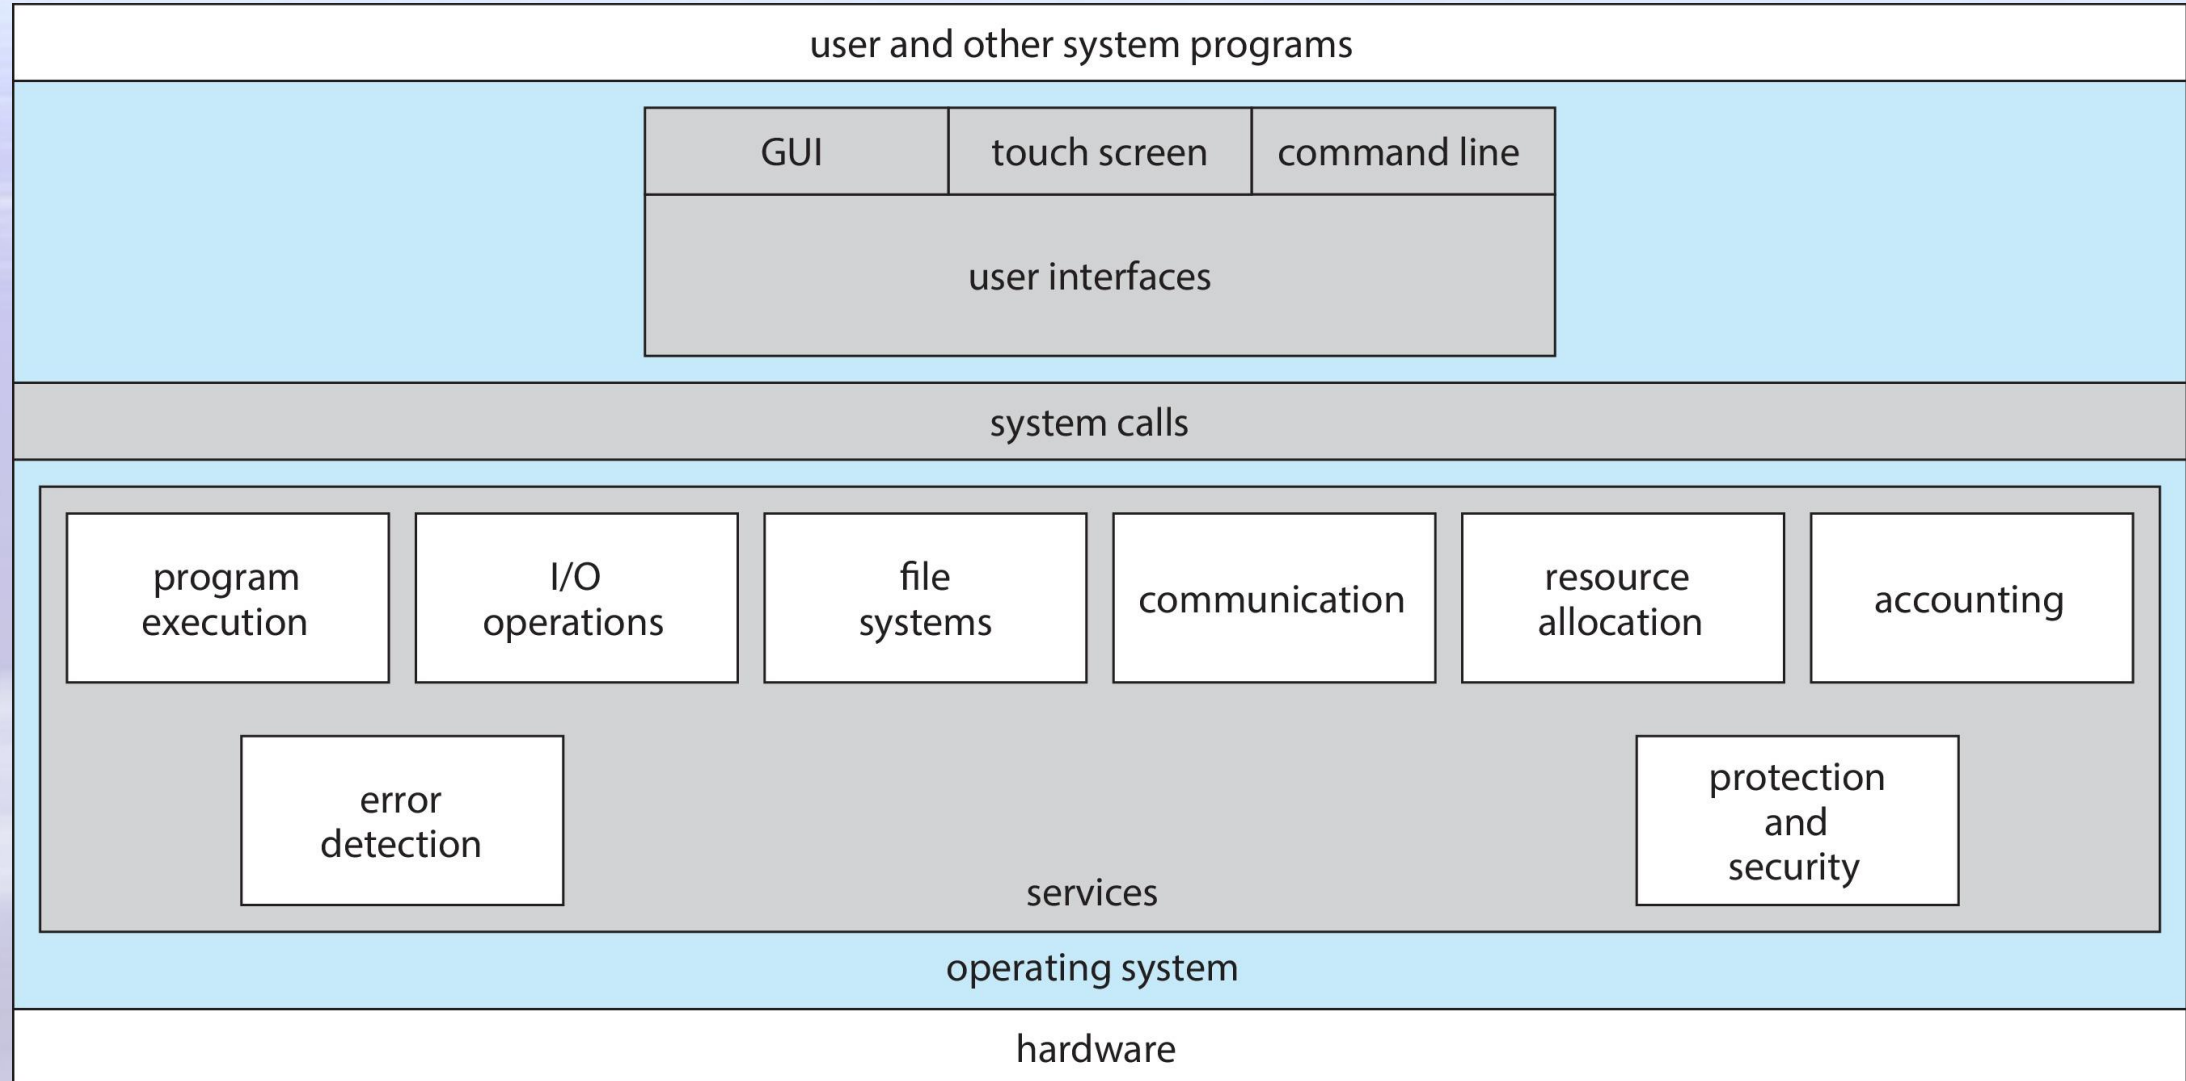 user and other system programs
GUI
touch screen
command line
user interfaces
system calls
program
execution
I/O
operations
file
systems
communication
resource
allocation
accounting
error
detection
protection
and
security
services
operating system
hardware